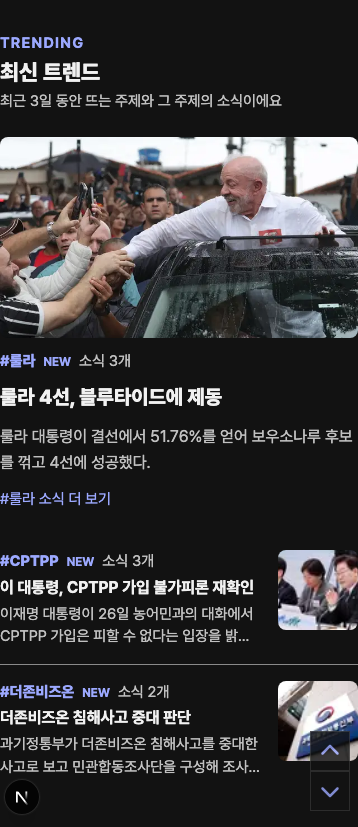 TRENDING
최신 트렌드
최근 3일 동안 뜨는 주제와 그 주제의 소식이에요
#룰라 NEW 소식 3개
룰라 4선, 블루타이드에 제동
룰라 대통령이 결선에서 51.76%를 얻어 보우소나루 후보
를 꺾고 4선에 성공했다.
#룰라 소식 더 보기
#CPTPP NEW 소식 3개
이 대통령, CPTPP 가입 불가피론 재확인
이재명 대통령이 26일 농어민과의 대화에서
CPTPP 가입은 피할 수 없다는 입장을 밝...
#더존비즈온 NEW 소식 2개
더존비즈온 침해사고 중대 판단
과기정통부가 더존비즈온 침해사고를 중대한
사고로 보고 민관합동조사단을 구성해 조사...
N